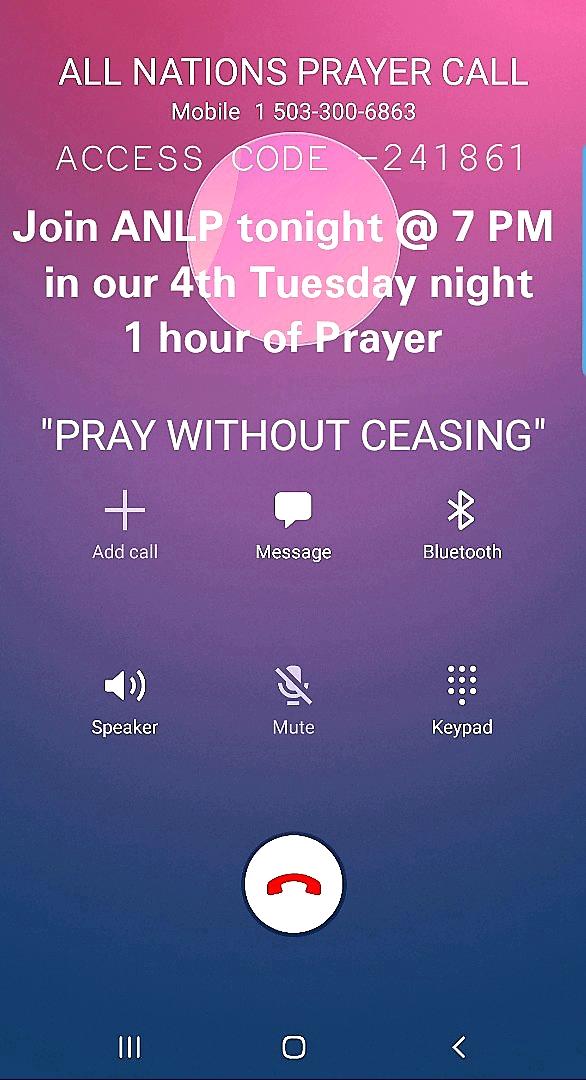 ALL NATIONS PRAYER CALL
Mobile 1 503-300-6863
ACCESS CODE -241861
Join ANLP tonight @ 7 PM
in our 4th Tuesday night
1 hour of Prayer
"PRAY WITHOUT CEASING"
Add call Message Bluetooth
Speaker Mute Keypad